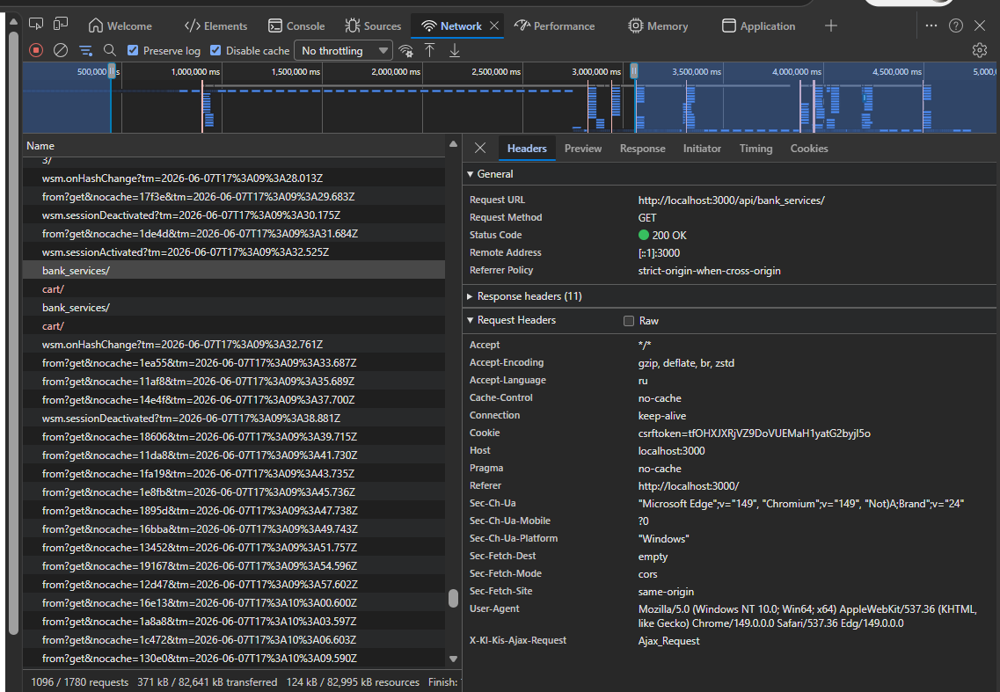 Welcome Elements Console Sources Network Performance Memory Application
Preserve log Disable cache No throttling
500,000 ms 1,000,000 ms 1,500,000 ms 2,000,000 ms 2,500,000 ms 3,000,000 ms 3,500,000 ms 4,000,000 ms 4,500,000 ms 5,000,
Name
3/
wsm.onHashChange?tm=2026-06-07T17%3A09%3A28.013Z
from?get&nocache=17f3e&tm=2026-06-07T17%3A09%3A29.683Z
wsm.sessionDeactivated?tm=2026-06-07T17%3A09%3A30.175Z
from?get&nocache=1de4d&tm=2026-06-07T17%3A09%3A31.684Z
wsm.sessionActivated?tm=2026-06-07T17%3A09%3A32.525Z
bank_services/
cart/
bank_services/
cart/
wsm.onHashChange?tm=2026-06-07T17%3A09%3A32.761Z
from?get&nocache=1ea55&tm=2026-06-07T17%3A09%3A33.687Z
from?get&nocache=11af8&tm=2026-06-07T17%3A09%3A35.689Z
from?get&nocache=14e4f&tm=2026-06-07T17%3A09%3A37.700Z
wsm.sessionDeactivated?tm=2026-06-07T17%3A09%3A38.881Z
from?get&nocache=18606&tm=2026-06-07T17%3A09%3A39.715Z
from?get&nocache=11da8&tm=2026-06-07T17%3A09%3A41.730Z
from?get&nocache=1fa19&tm=2026-06-07T17%3A09%3A43.735Z
from?get&nocache=1e8fb&tm=2026-06-07T17%3A09%3A45.736Z
from?get&nocache=1895d&tm=2026-06-07T17%3A09%3A47.738Z
from?get&nocache=16bba&tm=2026-06-07T17%3A09%3A49.743Z
from?get&nocache=13452&tm=2026-06-07T17%3A09%3A51.757Z
from?get&nocache=19167&tm=2026-06-07T17%3A09%3A54.596Z
from?get&nocache=12d47&tm=2026-06-07T17%3A09%3A57.602Z
from?get&nocache=16e13&tm=2026-06-07T17%3A10%3A00.600Z
from?get&nocache=1a8a8&tm=2026-06-07T17%3A10%3A03.597Z
from?get&nocache=1c472&tm=2026-06-07T17%3A10%3A06.603Z
from?get&nocache=130e0&tm=2026-06-07T17%3A10%3A09.590Z
1096 / 1780 requests 371 kB / 82,641 kB transferred 124 kB / 82,995 kB resources Finish:
Headers Preview Response Initiator Timing Cookies
General
Request URL http://localhost:3000/api/bank_services/
Request Method GET
Status Code 200 OK
Remote Address [::1]:3000
Referrer Policy strict-origin-when-cross-origin
Response headers (11)
Request Headers Raw
Accept */*
Accept-Encoding gzip, deflate, br, zstd
Accept-Language ru
Cache-Control no-cache
Connection keep-alive
Cookie csrftoken=tfOHXJXRjVZ9DoVUEMaH1yatG2byjI5o
Host localhost:3000
Pragma no-cache
Referer http://localhost:3000/
Sec-Ch-Ua "Microsoft Edge";v="149", "Chromium";v="149", "Not)A;Brand";v="24"
Sec-Ch-Ua-Mobile ?0
Sec-Ch-Ua-Platform "Windows"
Sec-Fetch-Dest empty
Sec-Fetch-Mode cors
Sec-Fetch-Site same-origin
User-Agent Mozilla/5.0 (Windows NT 10.0; Win64; x64) AppleWebKit/537.36 (KHTML,
like Gecko) Chrome/149.0.0.0 Safari/537.36 Edg/149.0.0.0
X-Kl-Kis-Ajax-Request Ajax_Request